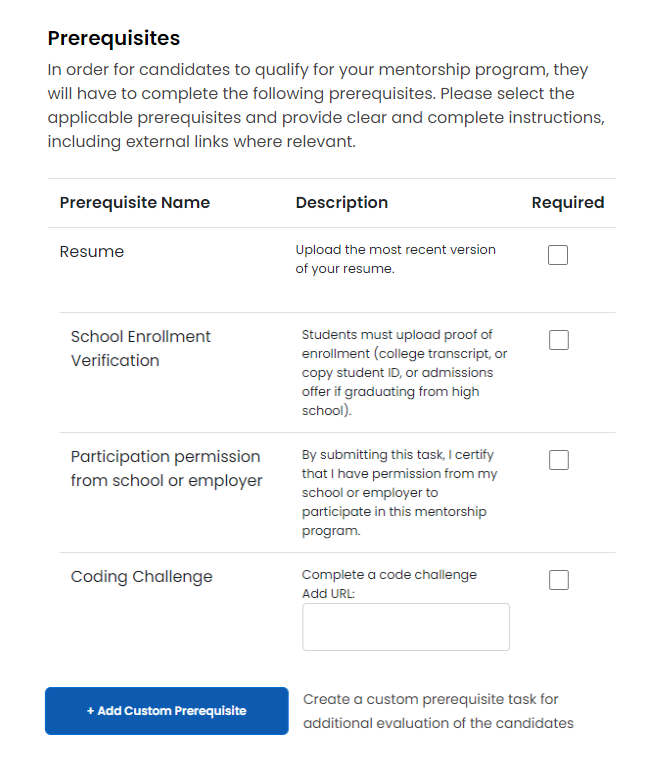 Prerequisites
In order for candidates to qualify for your mentorship program, they
will have to complete the following prerequisites. Please select the
applicable prerequisites and provide clear and complete instructions,
including external links where relevant.
Prerequisite Name Description Required
Resume
Upload the most recent version
of your resume.
School Enrollment
Verification
Students must upload proof of
enrollment (college transcript, or
copy student ID, or admissions
offer if graduating from high
school).
Participation permission
from school or employer
By submitting this task, I certify
that I have permission from my
school or employer to
participate in this mentorship
program.
Coding Challenge
Complete a code challenge
Add URL:
+ Add Custom Prerequisite
Create a custom prerequisite task for
additional evaluation of the candidates